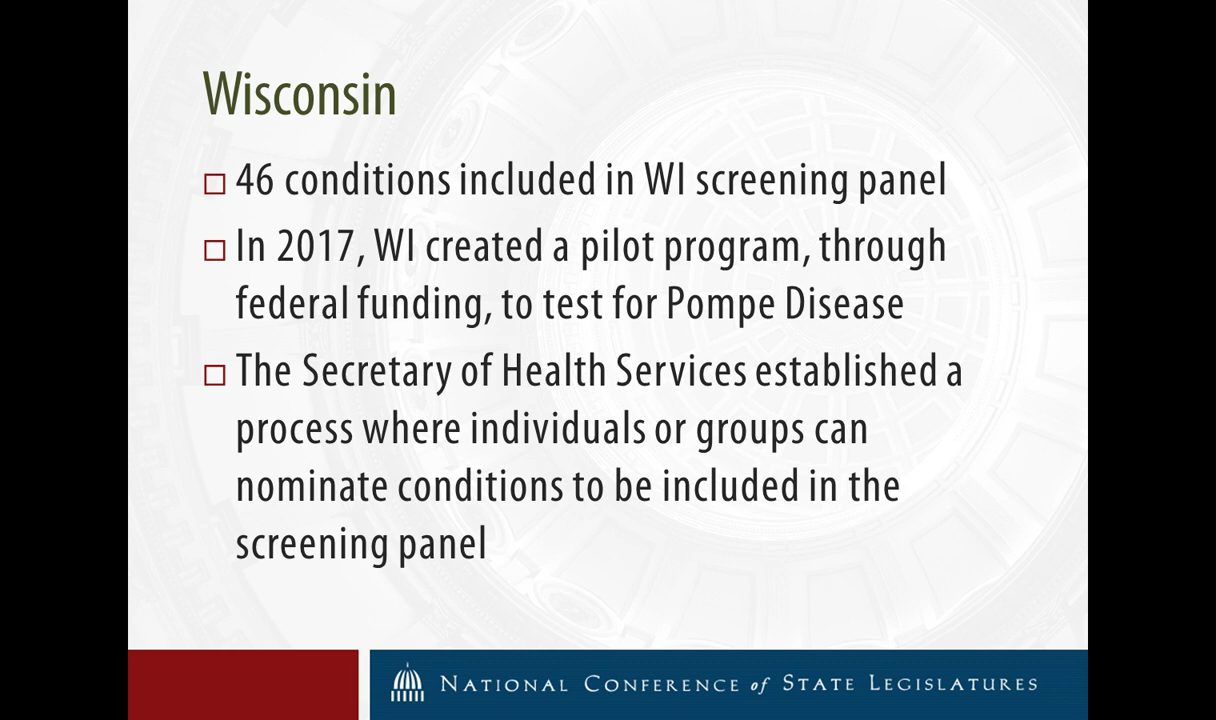 Wisconsin
46 conditions included in WI screening panel
In 2017, WI created a pilot program, through
federal funding, to test for Pompe Disease
The Secretary of Health Services established a
process where individuals or groups can
nominate conditions to be included in the
screening panel
NATIONAL CONFERENCE of STATE LEGISLATURES